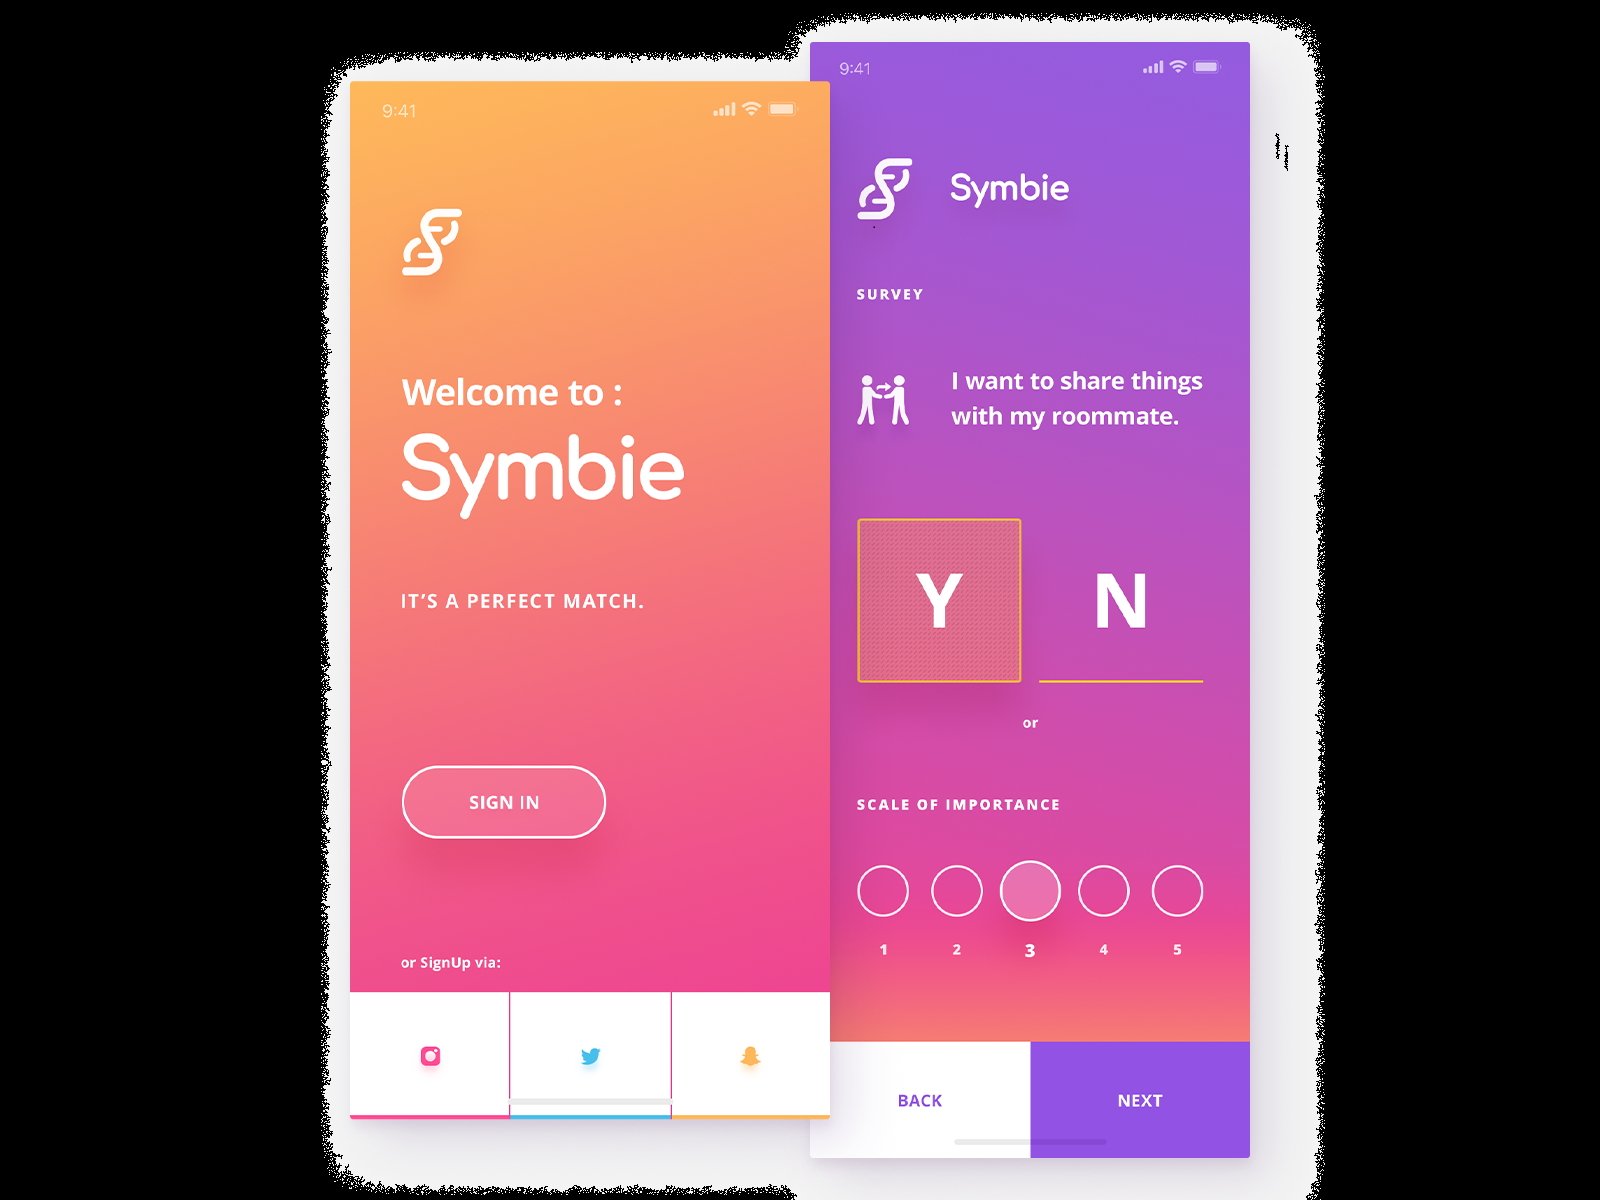 9:41
Welcome to :
Symbie
IT'S A PERFECT MATCH.
SIGN IN
or SignUp via:
9:41
Symbie
SURVEY
I want to share things
with my roommate.
Y N
or
SCALE OF IMPORTANCE
1 2 3 4 5
BACK NEXT